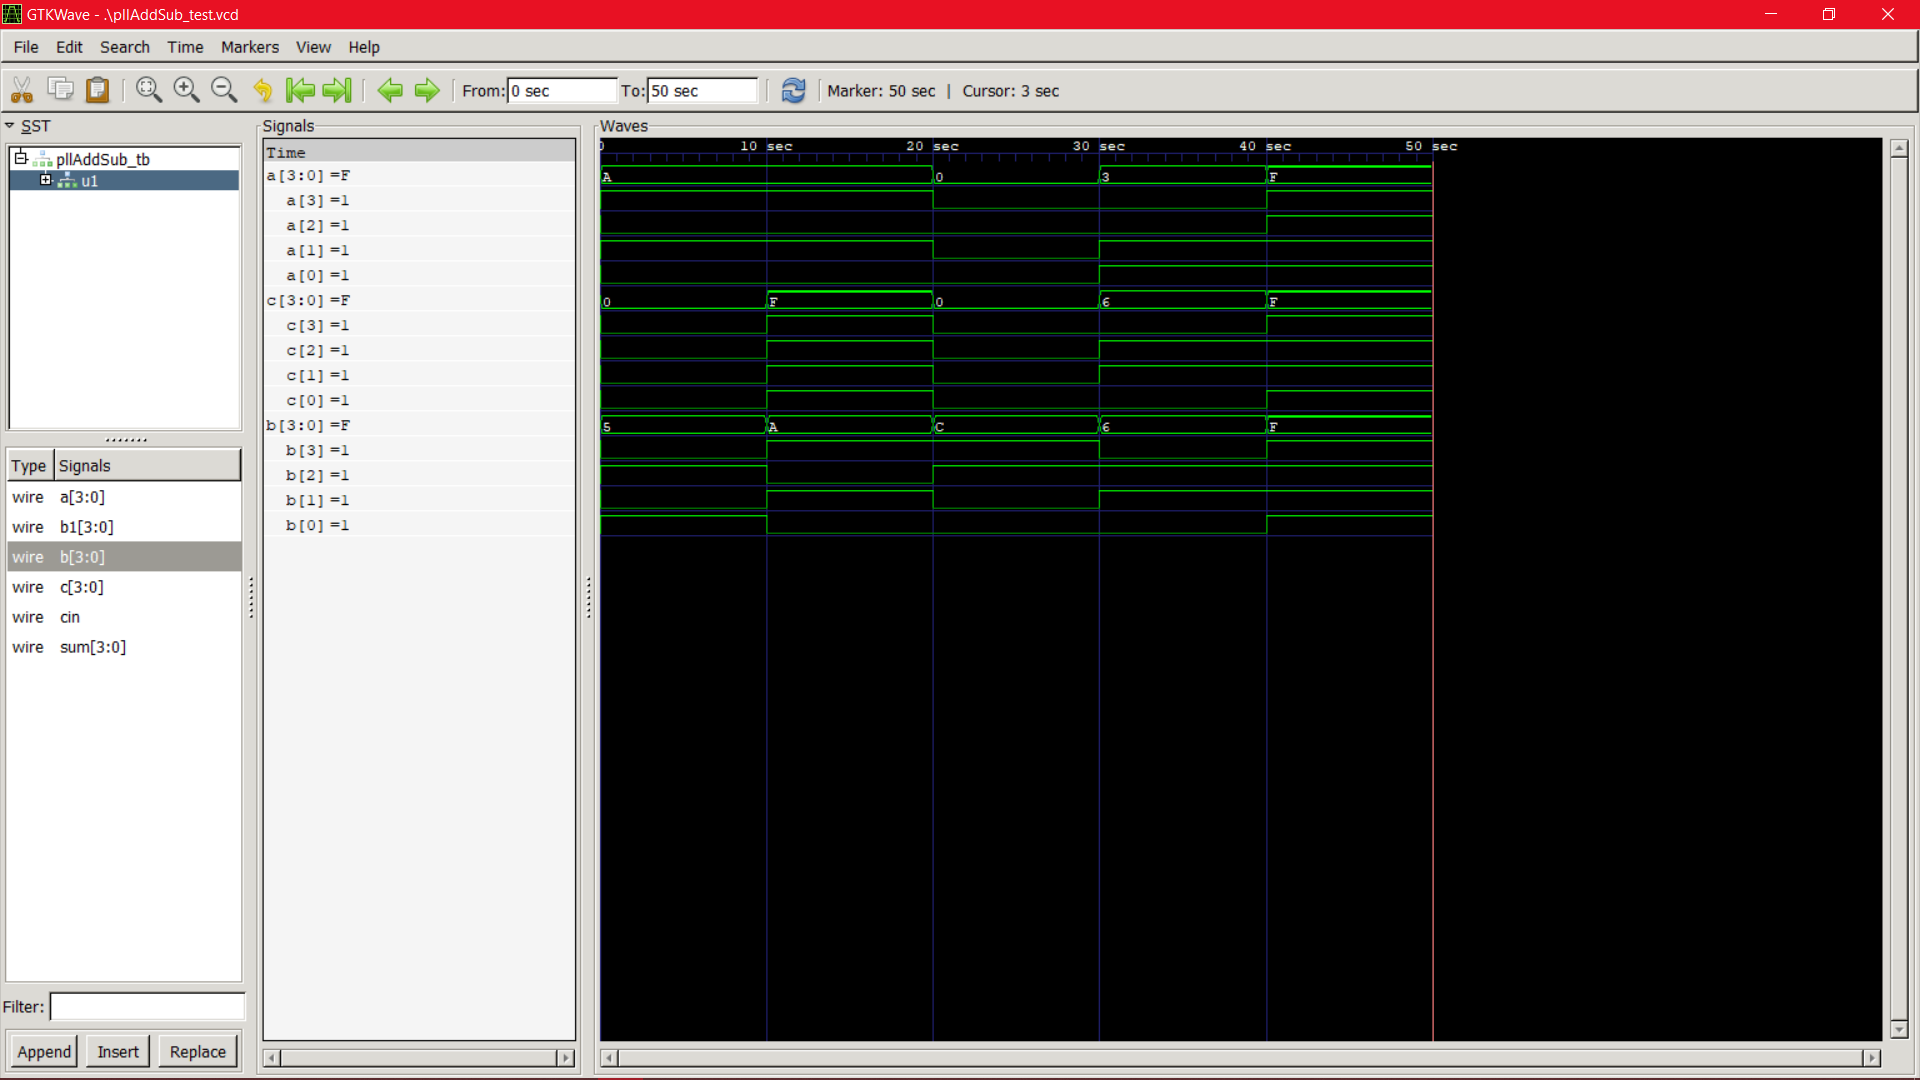 GTKWave - .\pllAddSub_test.vcd
File Edit Search Time Markers View Help
From: 0 sec To: 50 sec Marker: 50 sec | Cursor: 3 sec
SST
pllAddSub_tb
u1
Type Signals
wire a[3:0]
wire b1[3:0]
wire b[3:0]
wire c[3:0]
wire cin
wire sum[3:0]
Filter:
Append Insert Replace
Signals
Time
a[3:0] =F
a[3] =1
a[2] =1
a[1] =1
a[0] =1
c[3:0] =F
c[3] =1
c[2] =1
c[1] =1
c[0] =1
b[3:0] =F
b[3] =1
b[2] =1
b[1] =1
b[0] =1
Waves
0 10 sec 20 sec 30 sec 40 sec 50 sec
A 0 3 F
0 F 0 6 F
5 A C 6 F